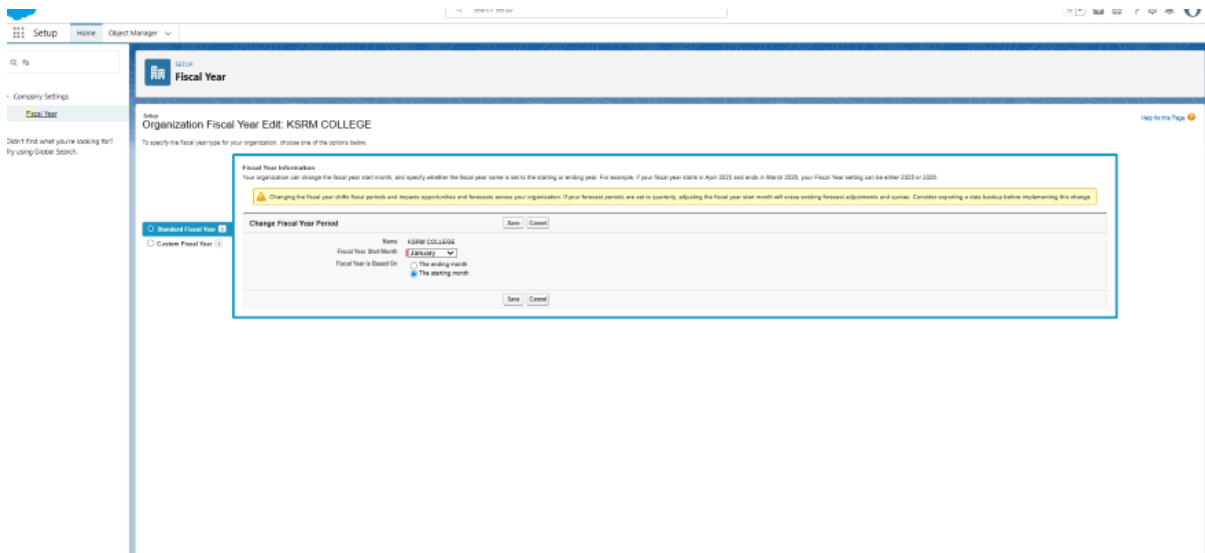 Search Setup
Setup Home Object Manager
fis
SETUP
Fiscal Year
Company Settings
Fiscal Year
Didn't find what you're looking for?
Try using Global Search.
Setup
Organization Fiscal Year Edit: KSRM COLLEGE
Help for this Page
To specify the fiscal year type for your organization, choose one of the options below.
Fiscal Year Information
Your organization can change the fiscal year start month, and specify whether the fiscal year name is set to the starting or ending year. For example, if your fiscal year starts in April 2025 and ends in March 2026, your Fiscal Year setting can be either 2025 or 2026.
Changing the fiscal year shifts fiscal periods and impacts opportunities and forecasts across your organization. If your forecast periods are set to quarterly, adjusting the fiscal year start month will erase existing forecast adjustments and quotas. Consider exporting a data backup before implementing this change.
Standard Fiscal Year
Custom Fiscal Year
Change Fiscal Year Period Save Cancel
Name KSRM COLLEGE
Fiscal Year Start Month January
Fiscal Year is Based On The ending month
The starting month
Save Cancel